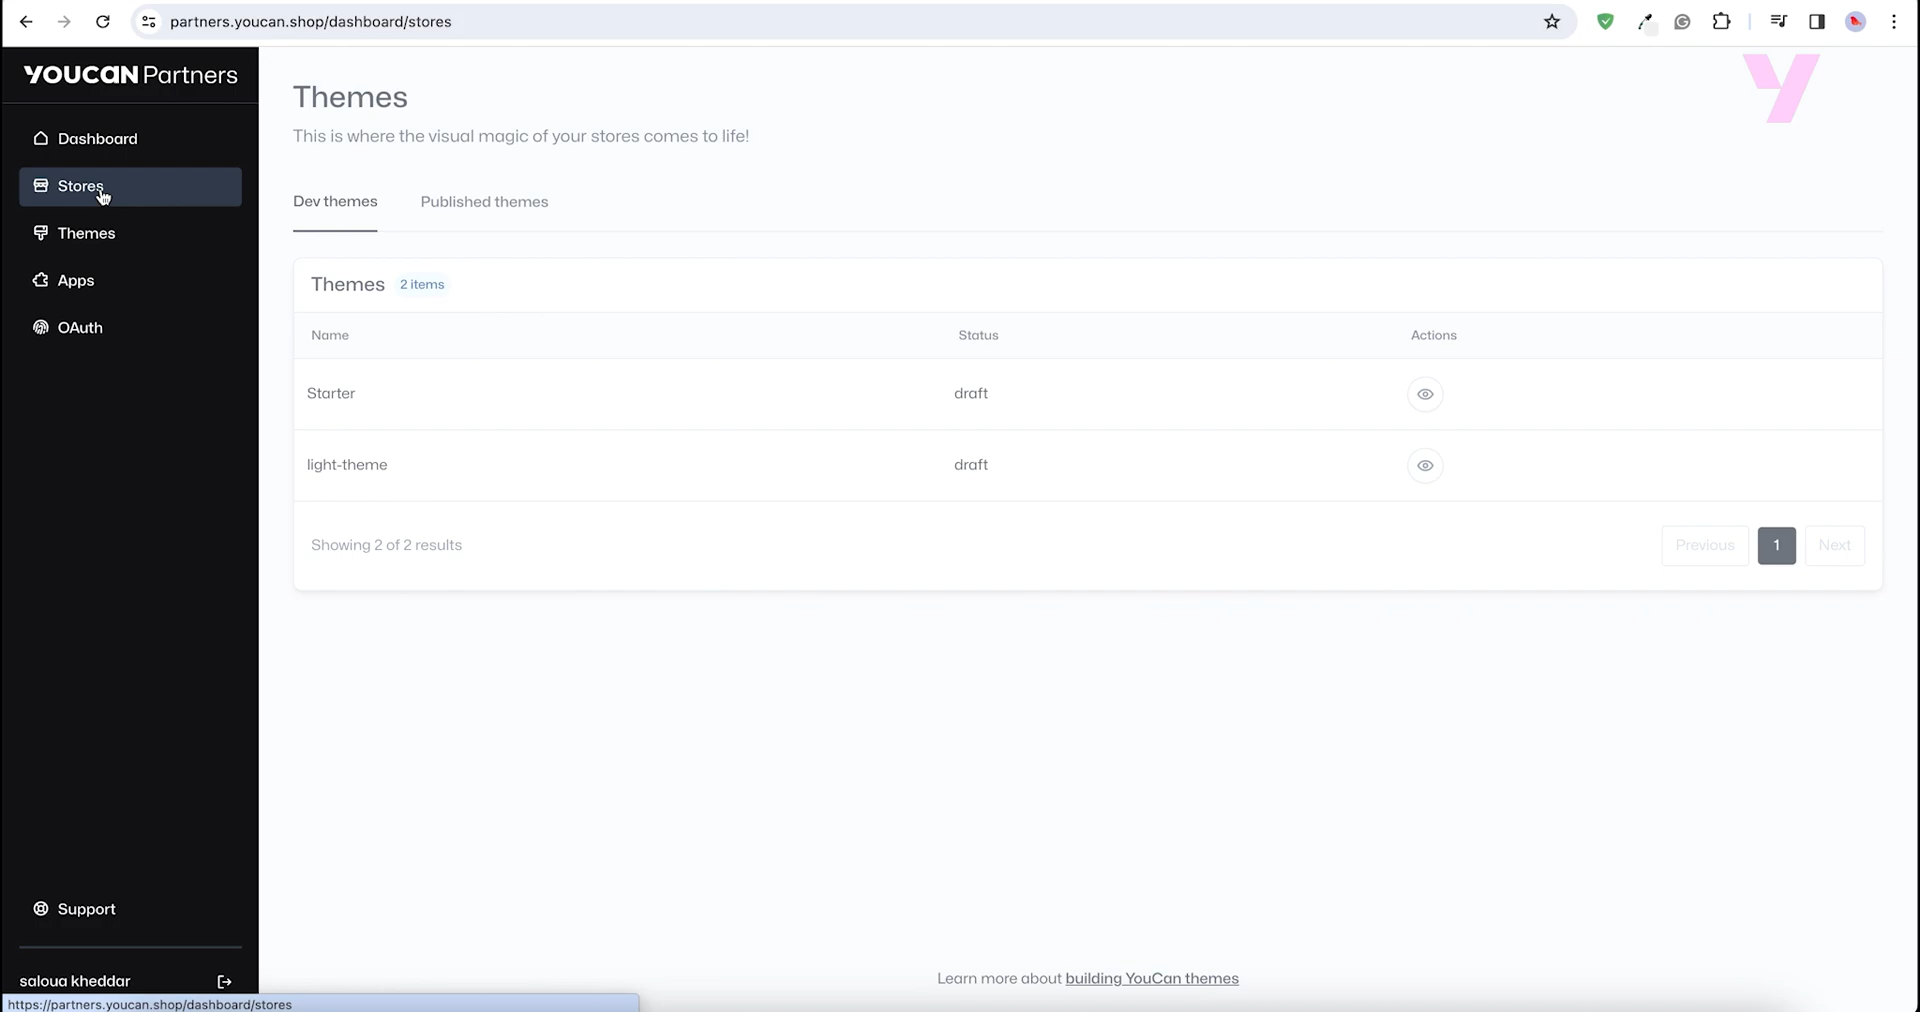 partners.youcan.shop/dashboard/stores
YOUCAN Partners
Dashboard
Stores
Themes
Apps
OAuth
Support
saloua kheddar
https://partners.youcan.shop/dashboard/stores
Themes
This is where the visual magic of your stores comes to life!
Dev themes Published themes
Themes 2 items
Name Status Actions
Starter draft
light-theme draft
Showing 2 of 2 results Previous 1 Next
Learn more about building YouCan themes